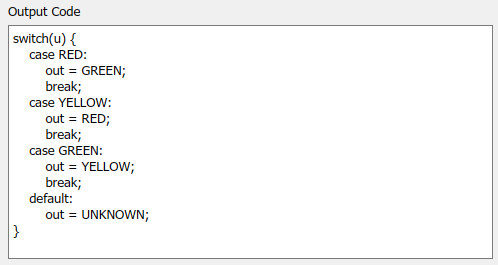 Output Code
switch(u) {
    case RED:
        out = GREEN;
        break;
    case YELLOW:
        out = RED;
        break;
    case GREEN:
        out = YELLOW;
        break;
    default:
        out = UNKNOWN;
}